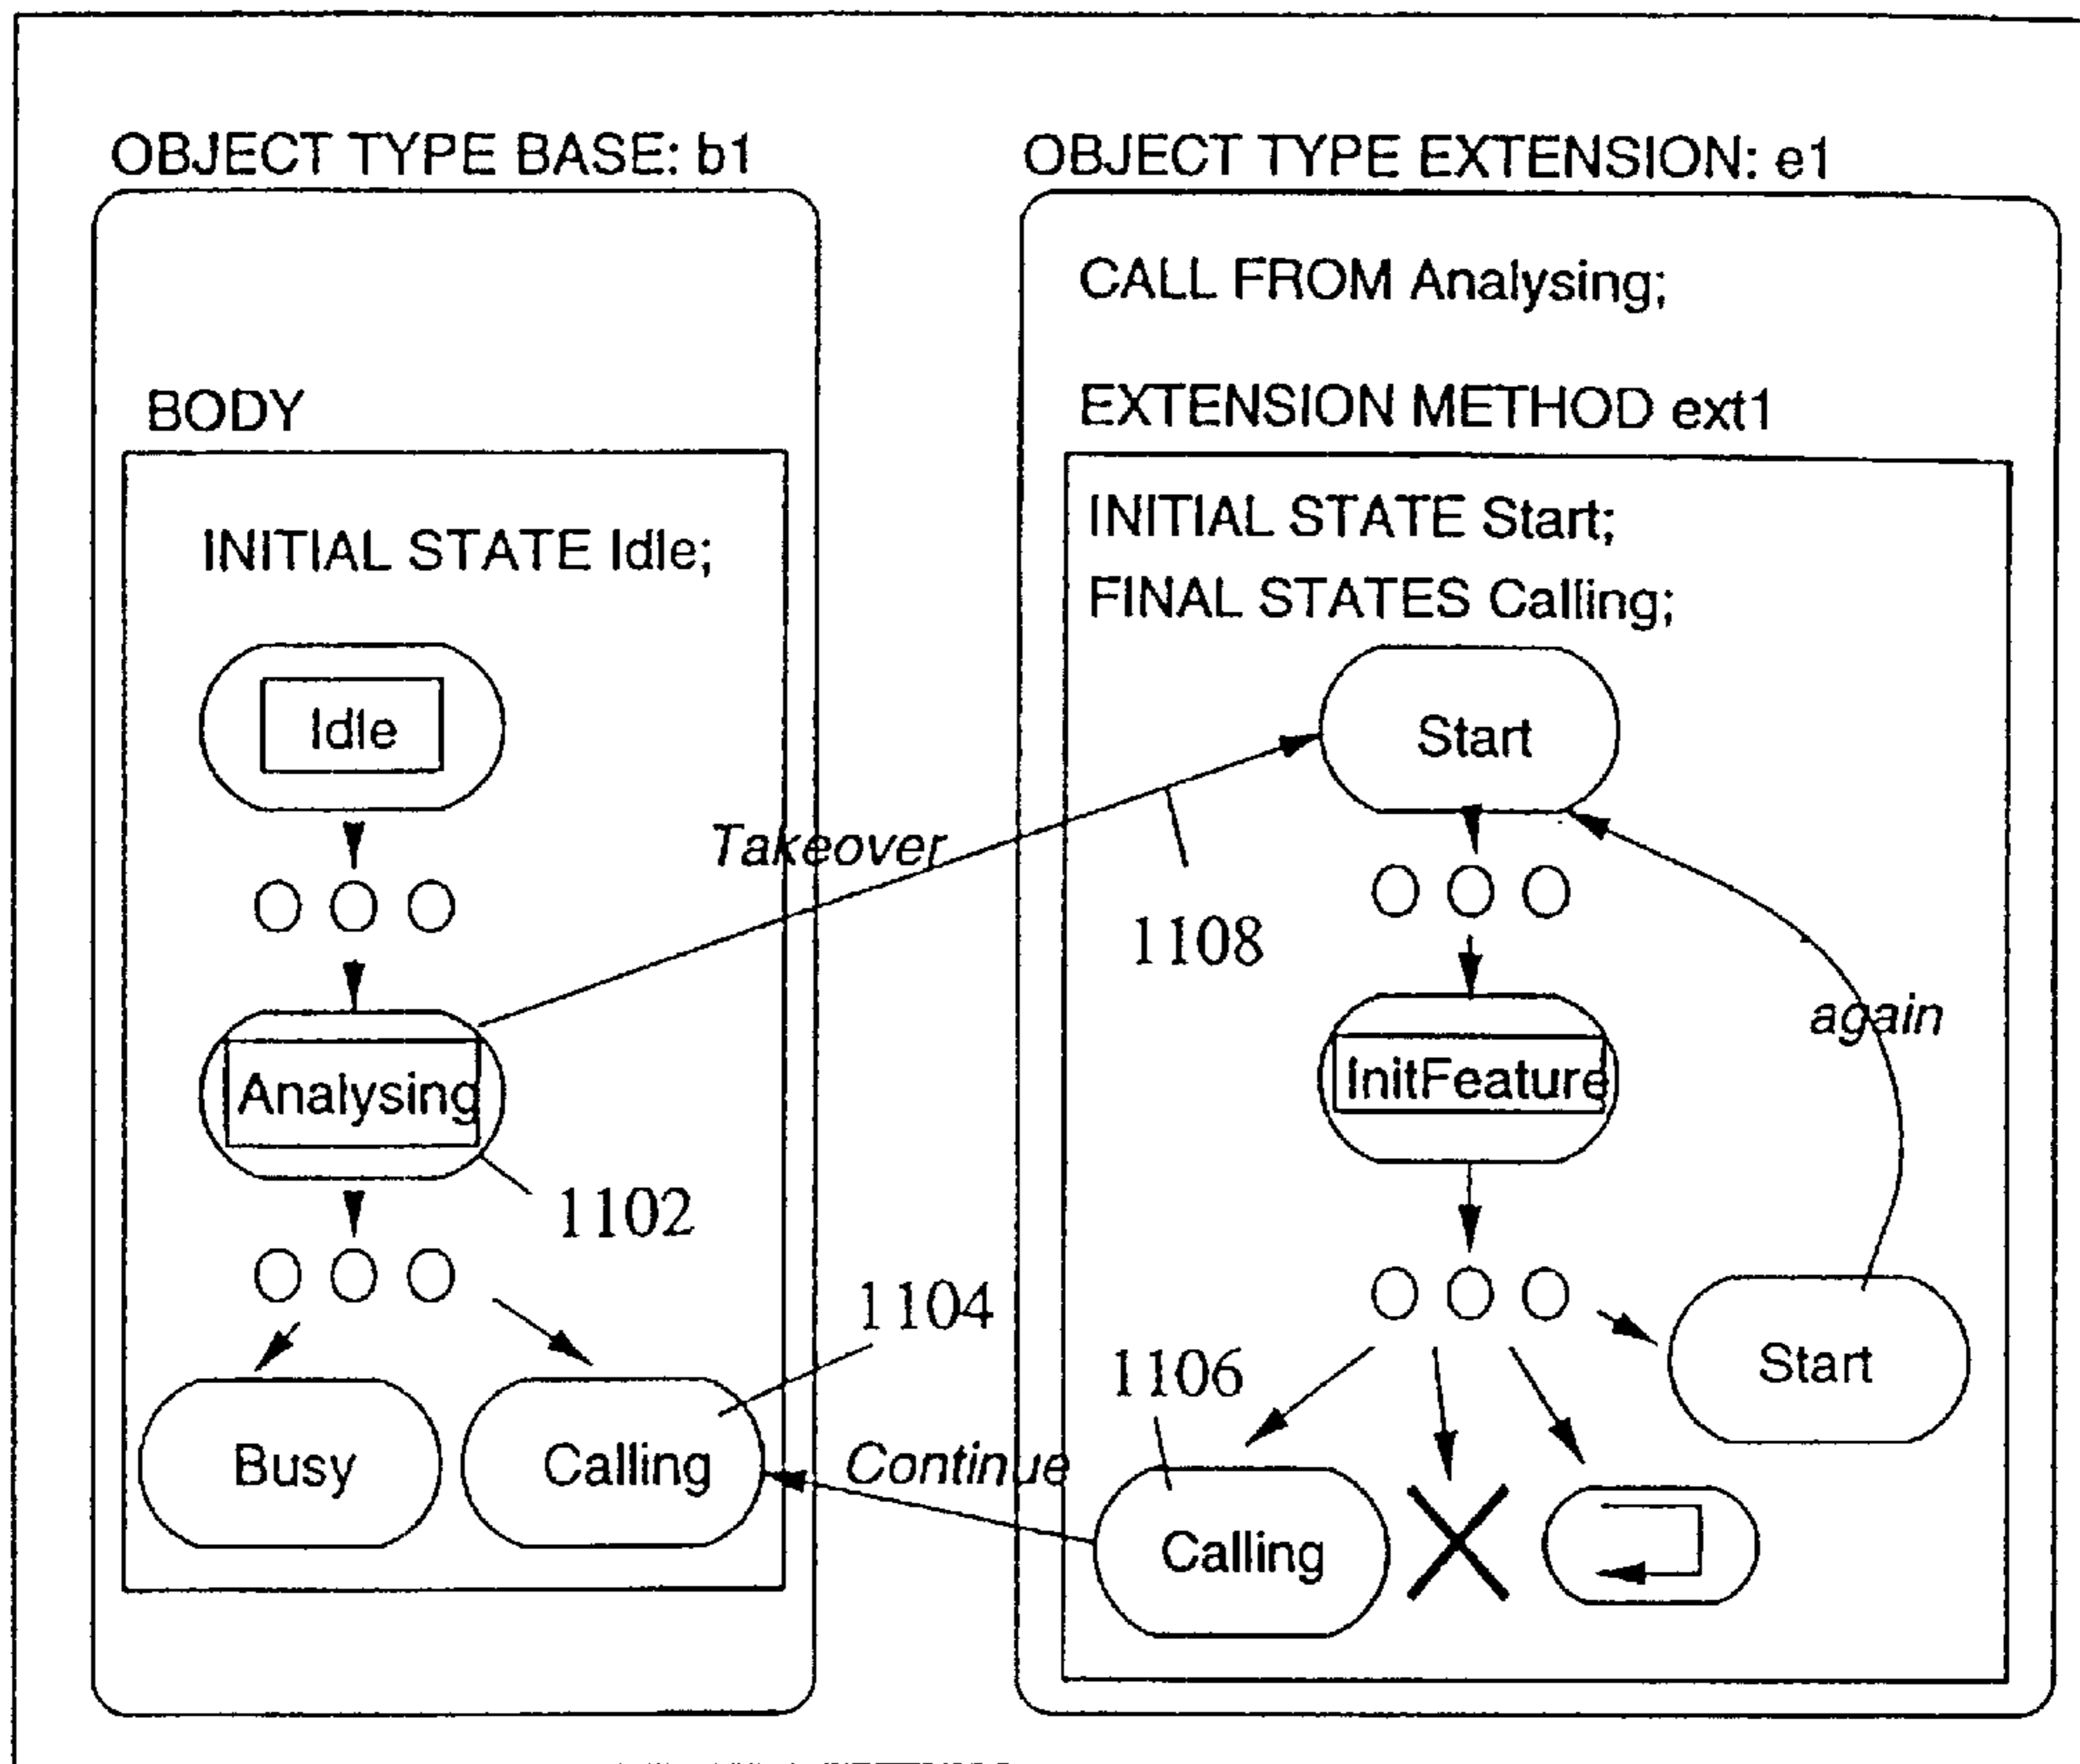 OBJECT TYPE BASE: b1
BODY
INITIAL STATE Idle;
Idle
Takeover
Analysing
1102
1104
Busy
Calling
Continue
OBJECT TYPE EXTENSION: e1
CALL FROM Analysing;
EXTENSION METHOD ext1
INITIAL STATE Start;
FINAL STATES Calling;
Start
1108
again
InitFeature
1106
Start
Calling